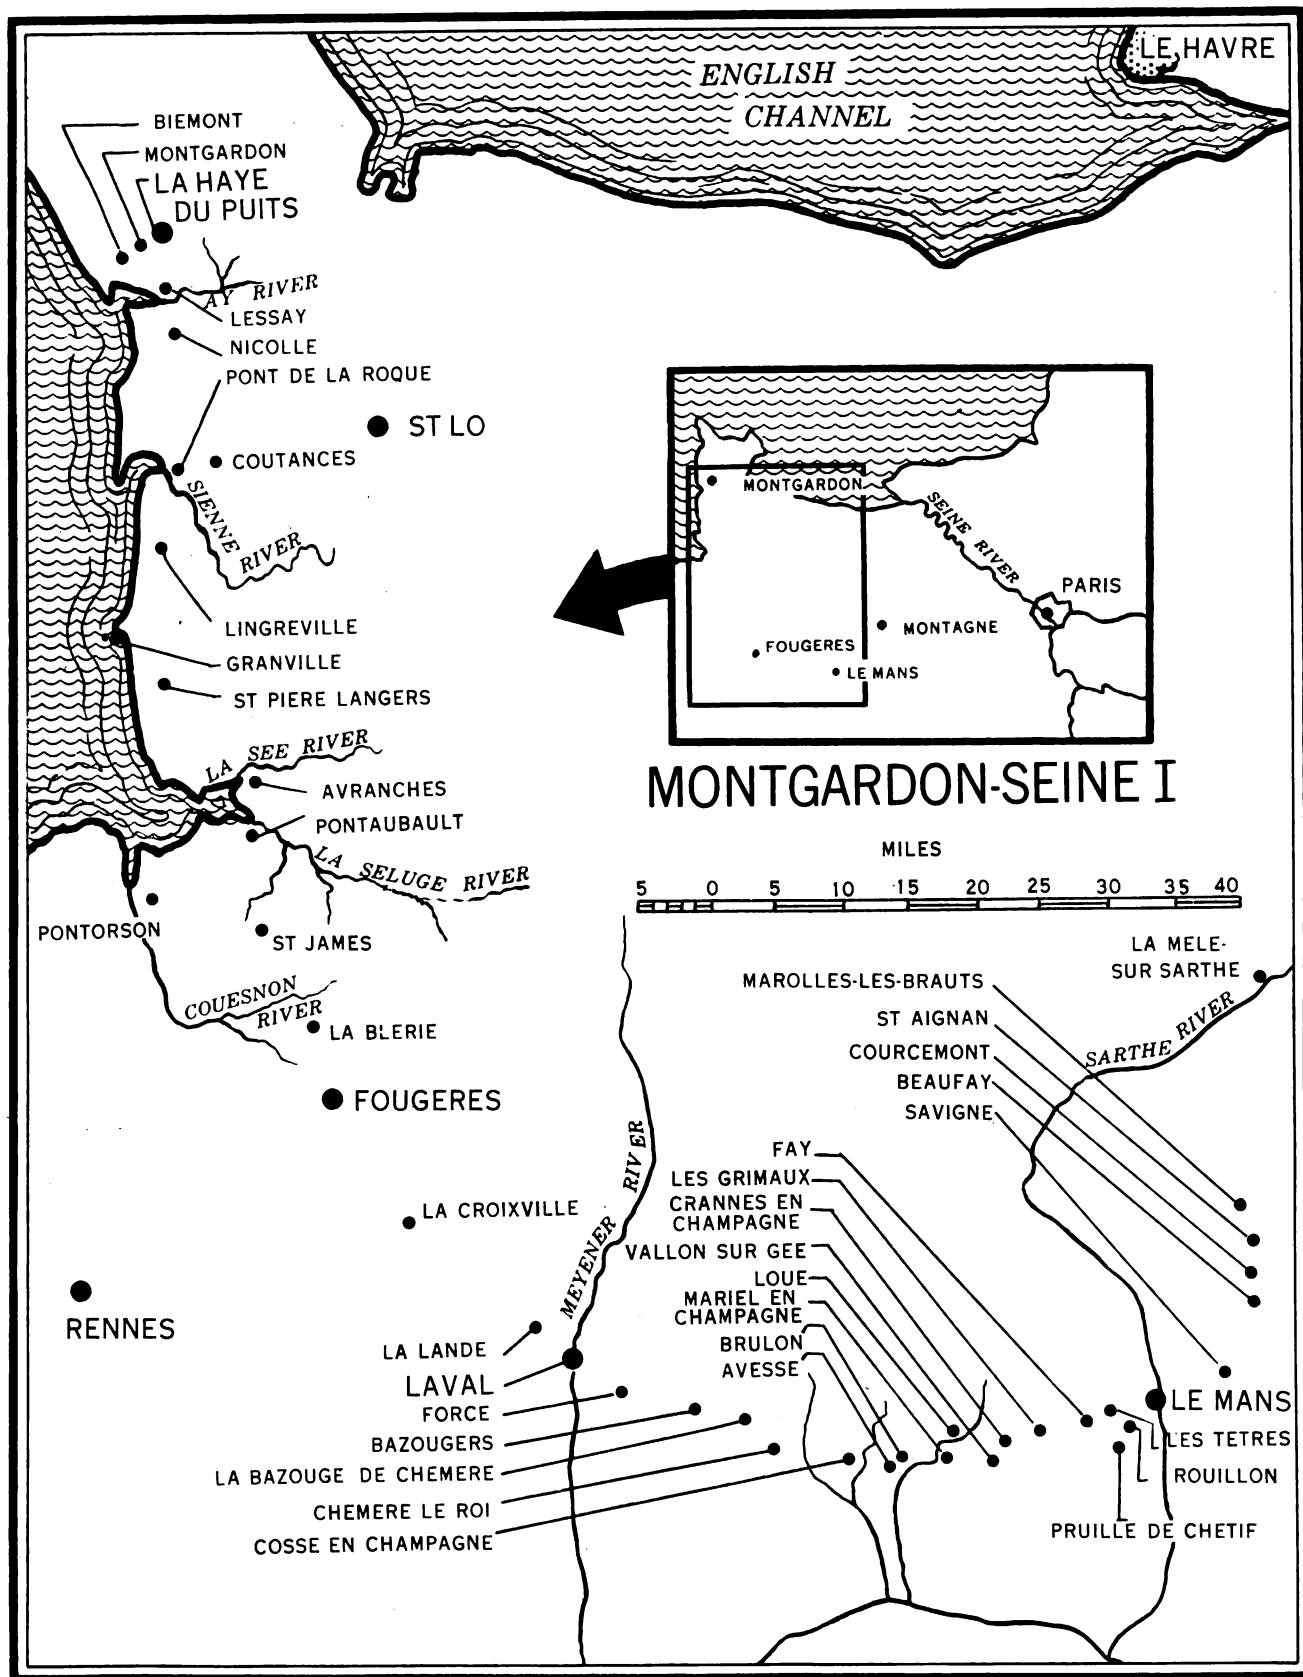 LE HAVRE
ENGLISH
CHANNEL
BIEMONT
MONTGARDON
LA HAYE
DU PUITS
AY RIVER
LESSAY
NICOLLE
PONT DE LA ROQUE
ST LO
COUTANCES
SIENNE
RIVER
LINGREVILLE
GRANVILLE
ST PIERE LANGERS
MONTGARDON
SEINE RIVER
PARIS
MONTAGNE
FOUGERES
LE MANS
LA SEE RIVER
AVRANCHES
PONTAUBAULT
LA SELUGE RIVER
MONTGARDON-SEINE I
MILES
5 0 5 10 15 20 25 30 35 40
PONTORSON
ST JAMES
COUESNON
RIVER
LA BLERIE
FOUGERES
LA MELE-
SUR SARTHE
MAROLLES-LES-BRAUTS
ST AIGNAN
COURCEMONT
BEAUFAY
SAVIGNE
SARTHE RIVER
MEYENER RIVER
LA CROIXVILLE
RENNES
FAY
LES GRIMAUX
CRANNES EN
CHAMPAGNE
VALLON SUR GEE
LOUE
MARIEL EN
CHAMPAGNE
BRULON
AVESSE
LA LANDE
LAVAL
FORCE
BAZOUGERS
LA BAZOUGE DE CHEMERE
CHEMERE LE ROI
COSSE EN CHAMPAGNE
LE MANS
LES TETRES
ROUILLON
PRUILLE DE CHETIF